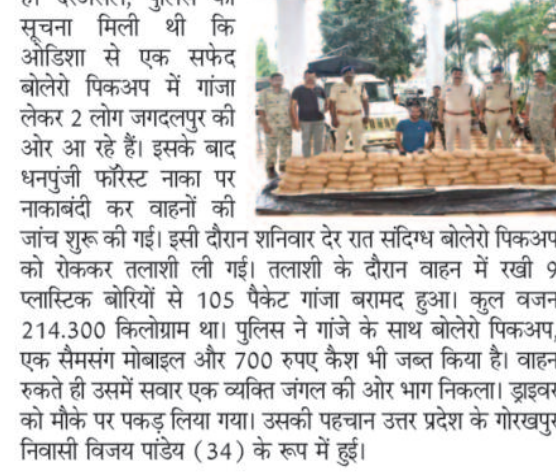 सूचना मिली थी कि
ओडिशा से एक सफेद
बोलेरो पिकअप में गांजा
लेकर 2 लोग जगदलपुर की
ओर आ रहे हैं। इसके बाद
धनपुंजी फॉरेस्ट नाका पर
नाकाबंदी कर वाहनों की
जांच शुरू की गई। इसी दौरान शनिवार देर रात संदिग्ध बोलेरो पिकअप
को रोककर तलाशी ली गई। तलाशी के दौरान वाहन में रखी 9
प्लास्टिक बोरियों से 105 पैकेट गांजा बरामद हुआ। कुल वजन
214.300 किलोग्राम था। पुलिस ने गांजे के साथ बोलेरो पिकअप,
एक सैमसंग मोबाइल और 700 रुपए कैश भी जब्त किया है। वाहन
रुकते ही उसमें सवार एक व्यक्ति जंगल की ओर भाग निकला। ड्राइवर
को मौके पर पकड़ लिया गया। उसकी पहचान उत्तर प्रदेश के गोरखपुर
निवासी विजय पांडेय (34) के रूप में हुई।